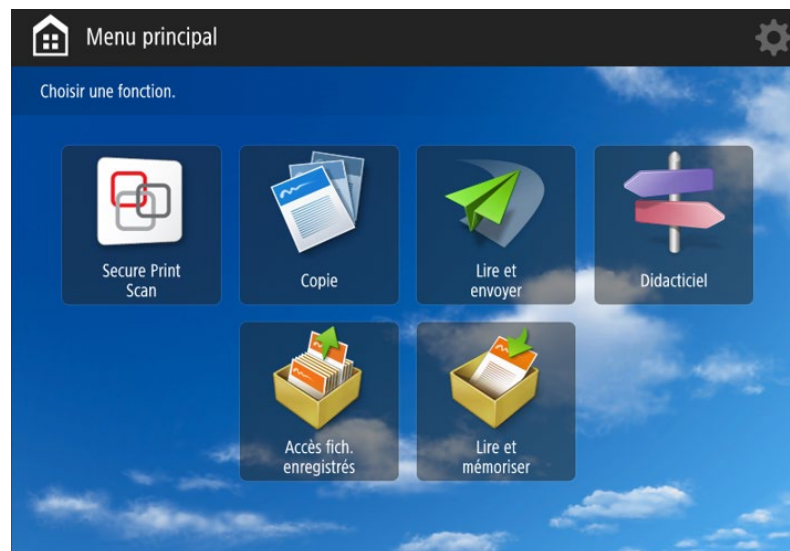 Menu principal
Choisir une fonction.
Secure Print
Scan
Copie
Lire et
envoyer
Didacticiel
Accès fich.
enregistrés
Lire et
mémoriser